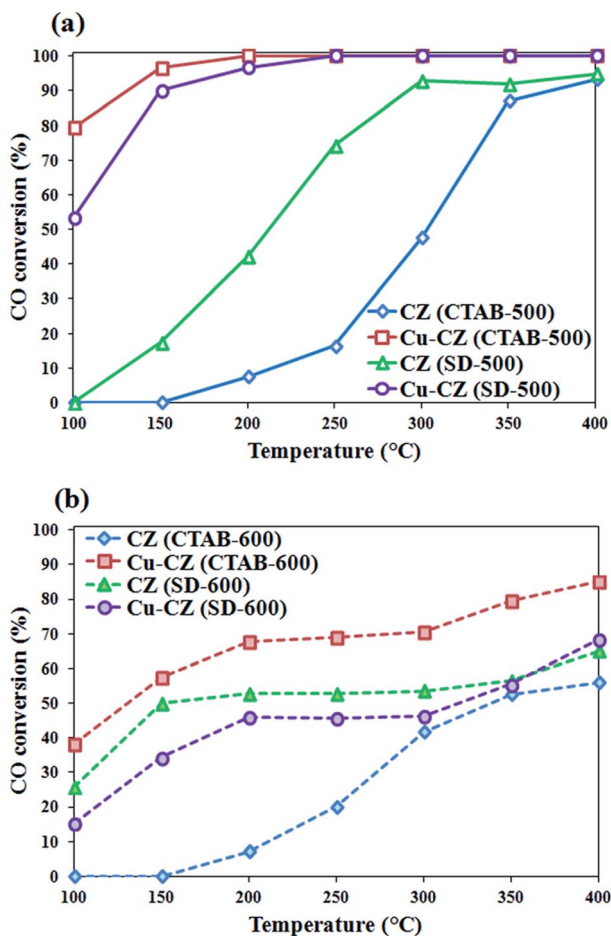 (a)
CO conversion (%)
100
90
80
70
60
50
40
30
20
10
0
CZ (CTAB-500)
Cu-CZ (CTAB-500)
CZ (SD-500)
Cu-CZ (SD-500)
100 150 200 250 300 350 400
Temperature (°C)
(b)
CO conversion (%)
100
90
80
70
60
50
40
30
20
10
0
CZ (CTAB-600)
Cu-CZ (CTAB-600)
CZ (SD-600)
Cu-CZ (SD-600)
100 150 200 250 300 350 400
Temperature (°C)